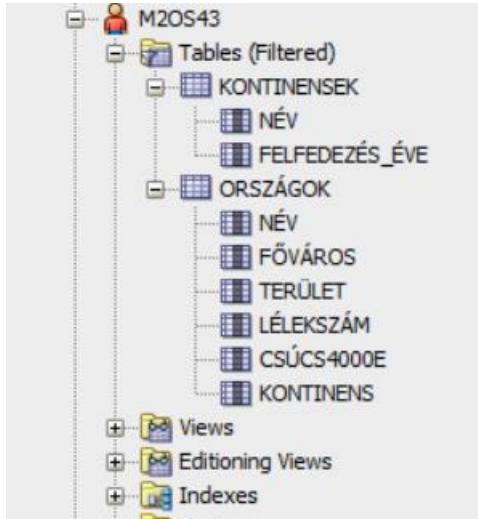 M2OS43
Tables (Filtered)
KONTINENSEK
NÉV
FELFEDEZÉS_ÉVE
ORSZÁGOK
NÉV
FŐVÁROS
TERÜLET
LÉLEKSZÁM
CSÚCS4000E
KONTINENS
Views
Editioning Views
Indexes